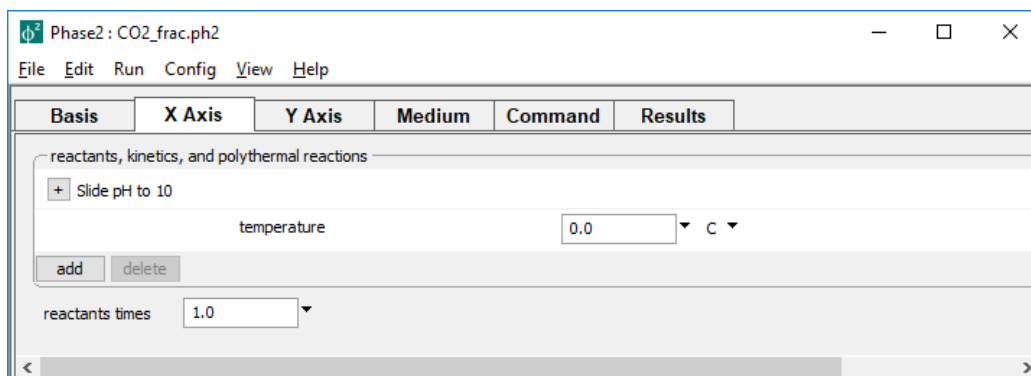 ϕ² Phase2 : CO2_frac.ph2
File Edit Run Config View Help
Basis X Axis Y Axis Medium Command Results
reactants, kinetics, and polythermal reactions
+ Slide pH to 10
temperature 0.0 C
add delete
reactants times 1.0